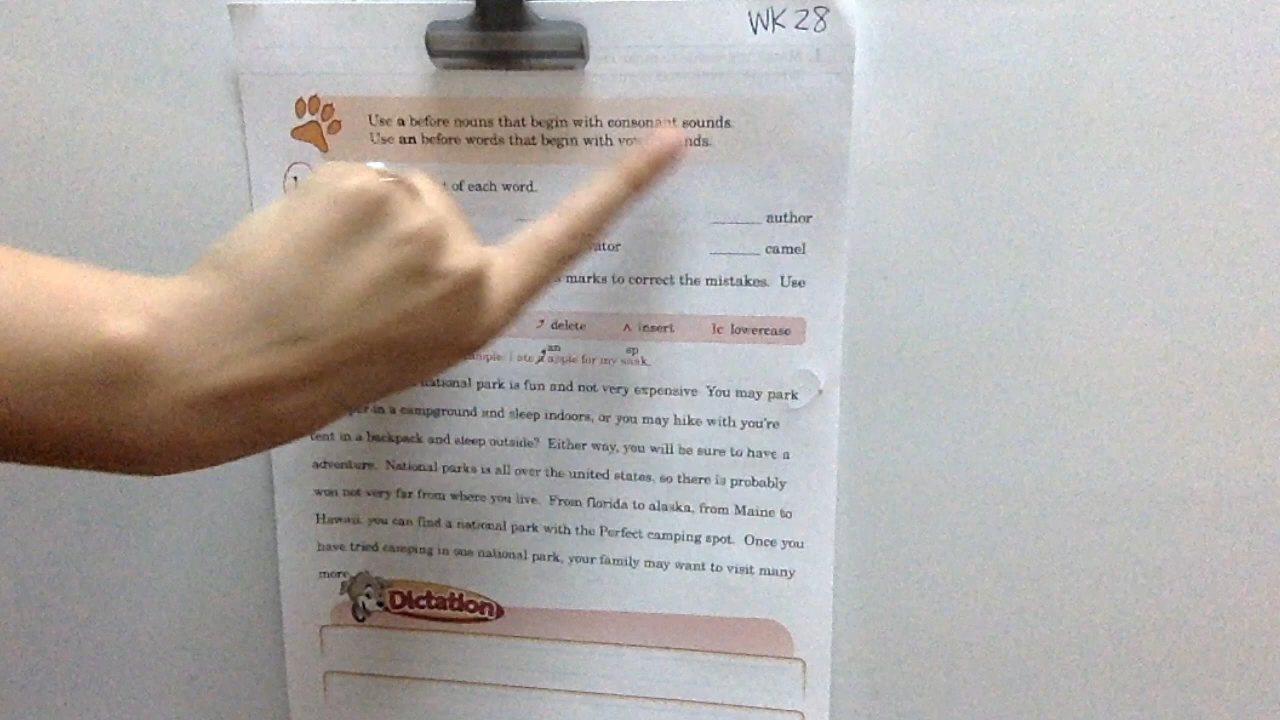 WK 28
Use a before nouns that begin with consonant sounds.
Use an before words that begin with
1
of each word.
author
camel
marks to correct the mistakes. Use
delete ^ insert lc lowercase
an sp
I ate a apple for my snak.
national park is fun and not very expensive You may park
in a campground and sleep indoors, or you may hike with you're
tent in a backpack and sleep outside? Either way, you will be sure to have a
adventure. National parks is all over the united states, so there is probably
won not very far from where you live. From florida to alaska, from Maine to
Hawaii, you can find a national park with the Perfect camping spot. Once you
have tried camping in one national park, your family may want to visit many
more
Dictation